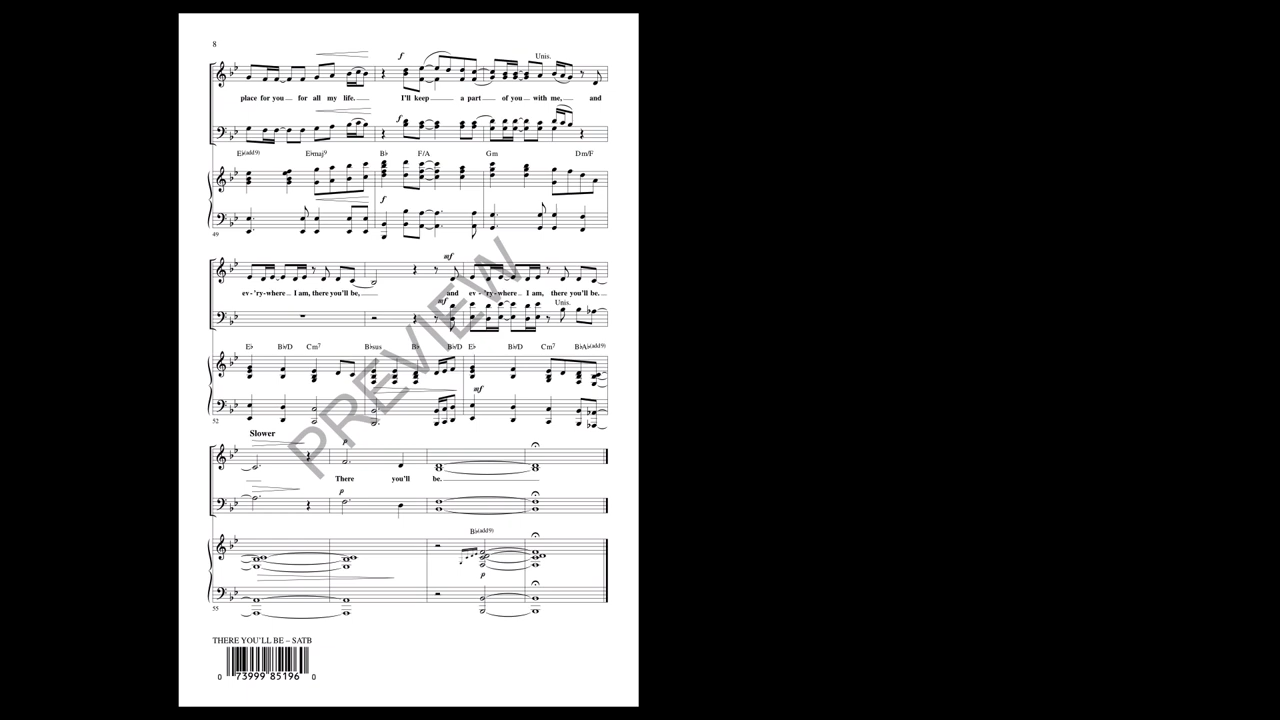 8
f Unis.
place for you for all my life. I'll keep a part of you with me, and
f
E♭(add9) E♭maj9 B♭ F/A Gm Dm/F
f
49
mf
ev-'ry-where I am, there you'll be, and ev-'ry-where I am, there you'll be.
mf Unis.
E♭ B♭/D Cm7 B♭sus B♭ B♭/D E♭ B♭/D Cm7 B♭A♭(add9)
mf
52
Slower
p
There you'll be.
p
B♭(add9)
p
55
THERE YOU'LL BE – SATB
0 73999 85196 0
PREVIEW